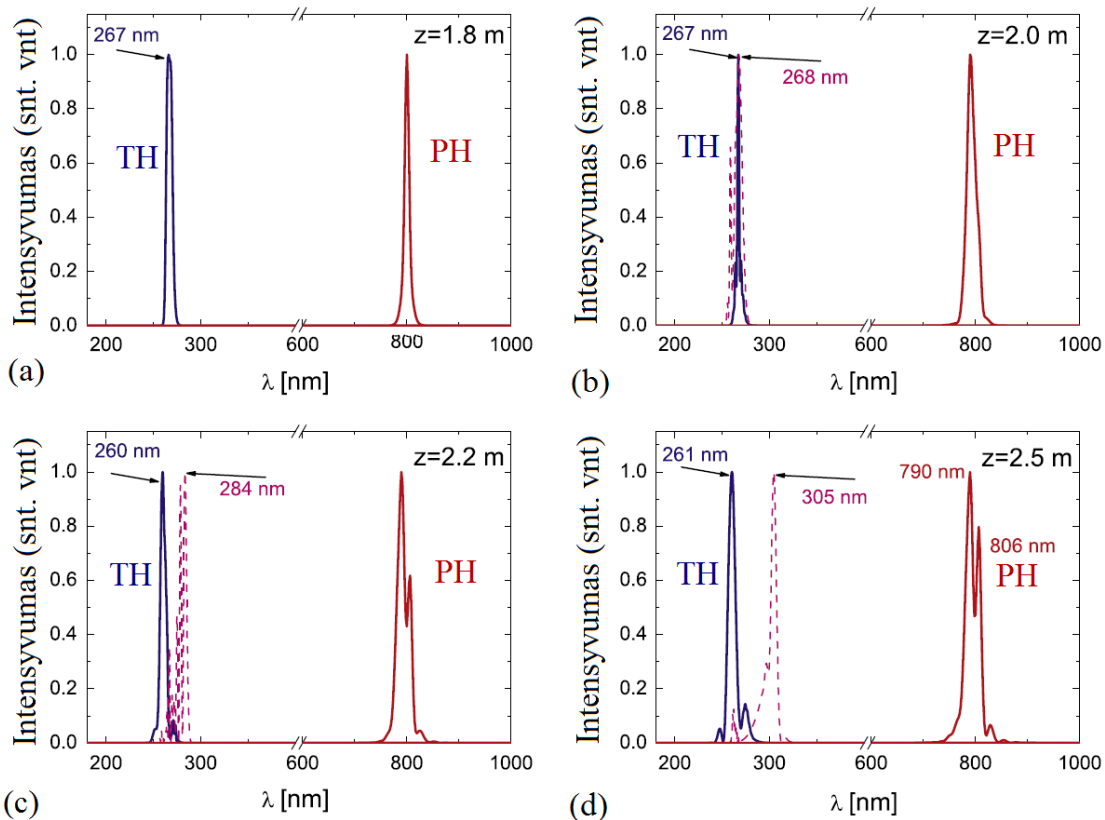 267 nm
z=1.8 m
1.0
0.8
TH
PH
0.6
0.4
0.2
0.0
Intensyvumas (snt. vnt)
200
300
600
800
1000
λ [nm]
(a)
267 nm
z=2.0 m
268 nm
1.0
0.8
TH
PH
0.6
0.4
0.2
0.0
Intensyvumas (snt. vnt)
200
300
600
800
1000
λ [nm]
(b)
260 nm
z=2.2 m
284 nm
1.0
0.8
TH
PH
0.6
0.4
0.2
0.0
Intensyvumas (snt. vnt)
200
300
600
800
1000
λ [nm]
(c)
261 nm
z=2.5 m
790 nm
305 nm
806 nm
1.0
0.8
TH
PH
0.6
0.4
0.2
0.0
Intensyvumas (snt. vnt)
200
300
600
800
1000
λ [nm]
(d)